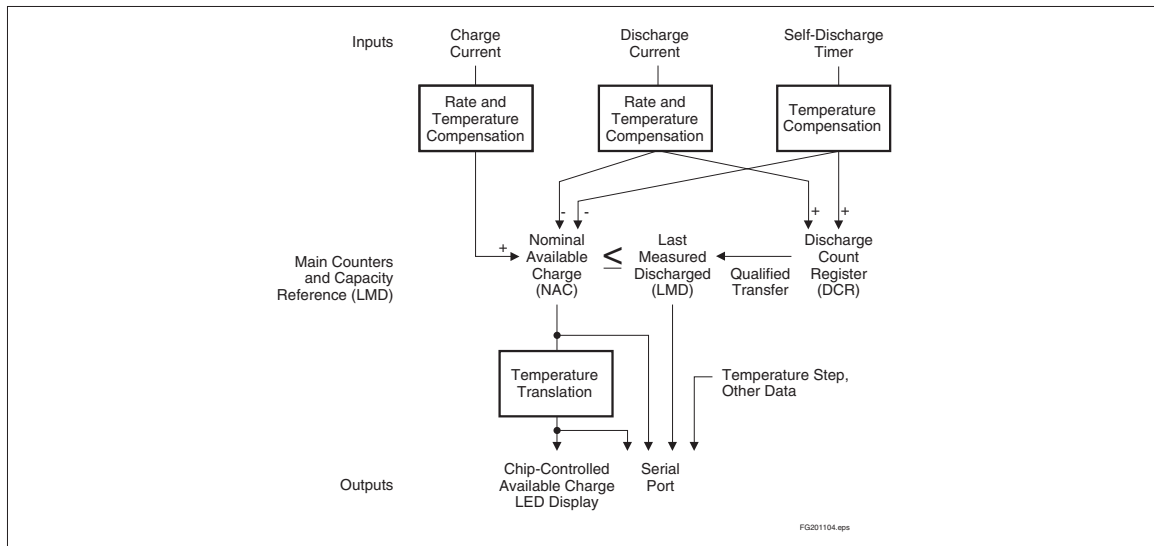 Inputs
Charge
Current
Discharge
Current
Self-Discharge
Timer
Rate and
Temperature
Compensation
Rate and
Temperature
Compensation
Temperature
Compensation
-
-
+
+
+
Main Counters
and Capacity
Reference (LMD)
Nominal
Available
Charge
(NAC)
≤
Last
Measured
Discharged
(LMD)
Qualified
Transfer
Discharge
Count
Register
(DCR)
Temperature
Translation
Temperature Step,
Other Data
Outputs
Chip-Controlled
Available Charge
LED Display
Serial
Port
FG201104.eps